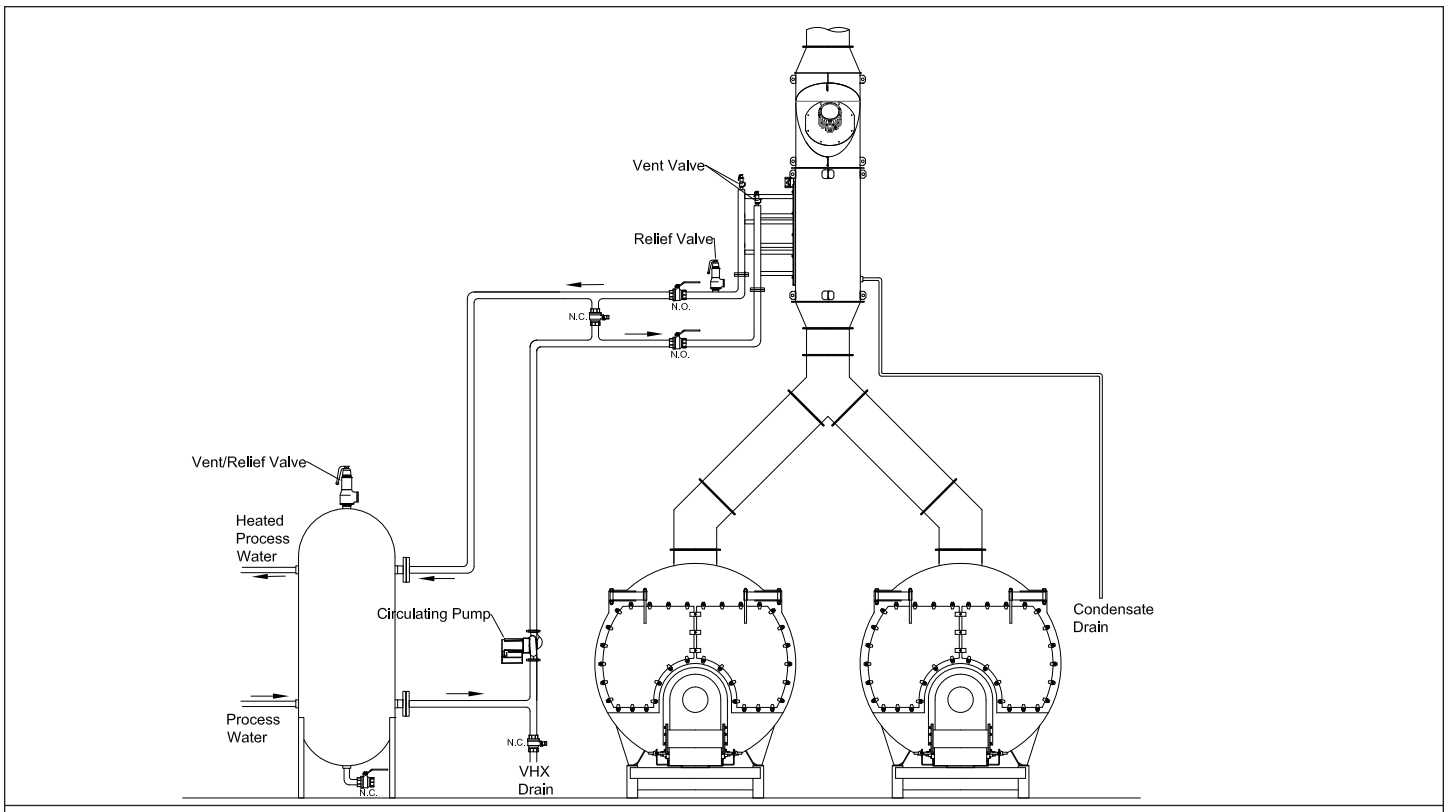 Vent Valve
Relief Valve
N.O.
N.C.
N.O.
Vent/Relief Valve
Heated
Process
Water
Circulating Pump
Condensate
Drain
Process
Water
N.C.
VHX
Drain
N.C.